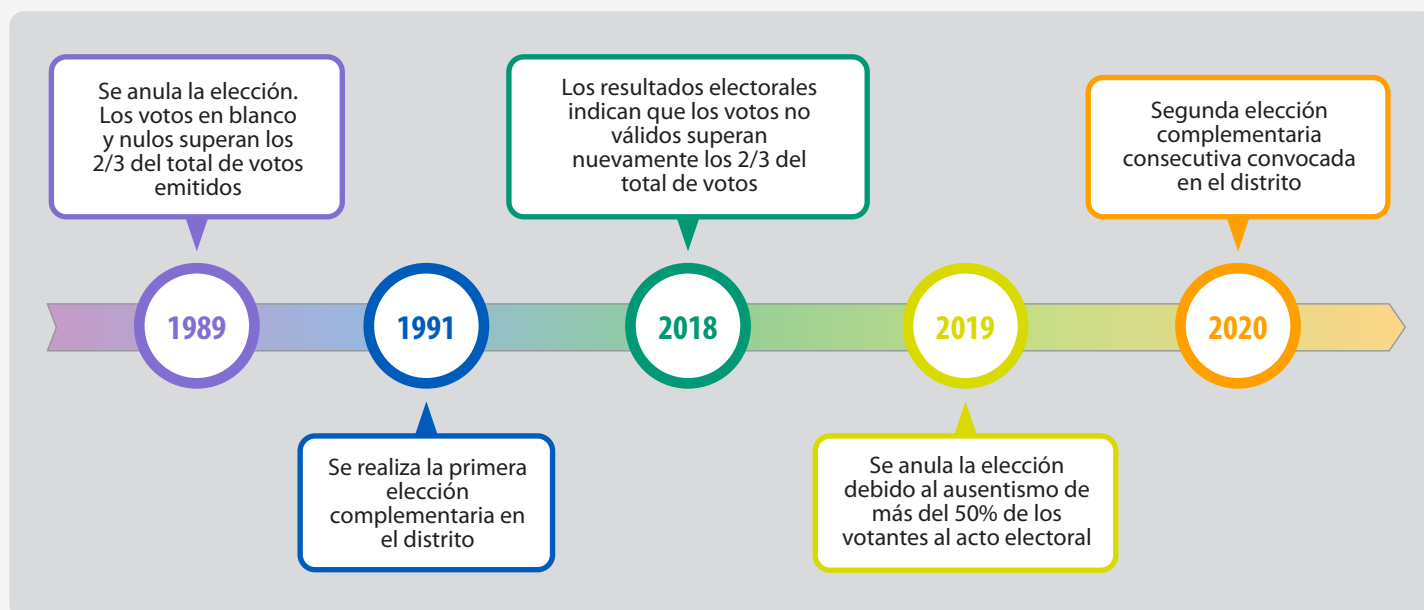 Se anula la elección.
Los votos en blanco
y nulos superan los
2/3 del total de votos
emitidos
Los resultados electorales
indican que los votos no
válidos superan
nuevamente los 2/3 del
total de votos
Segunda elección
complementaria
consecutiva convocada
en el distrito
1989
1991
2018
2019
2020
Se realiza la primera
elección
complementaria en
el distrito
Se anula la elección
debido al ausentismo de
más del 50% de los
votantes al acto electoral